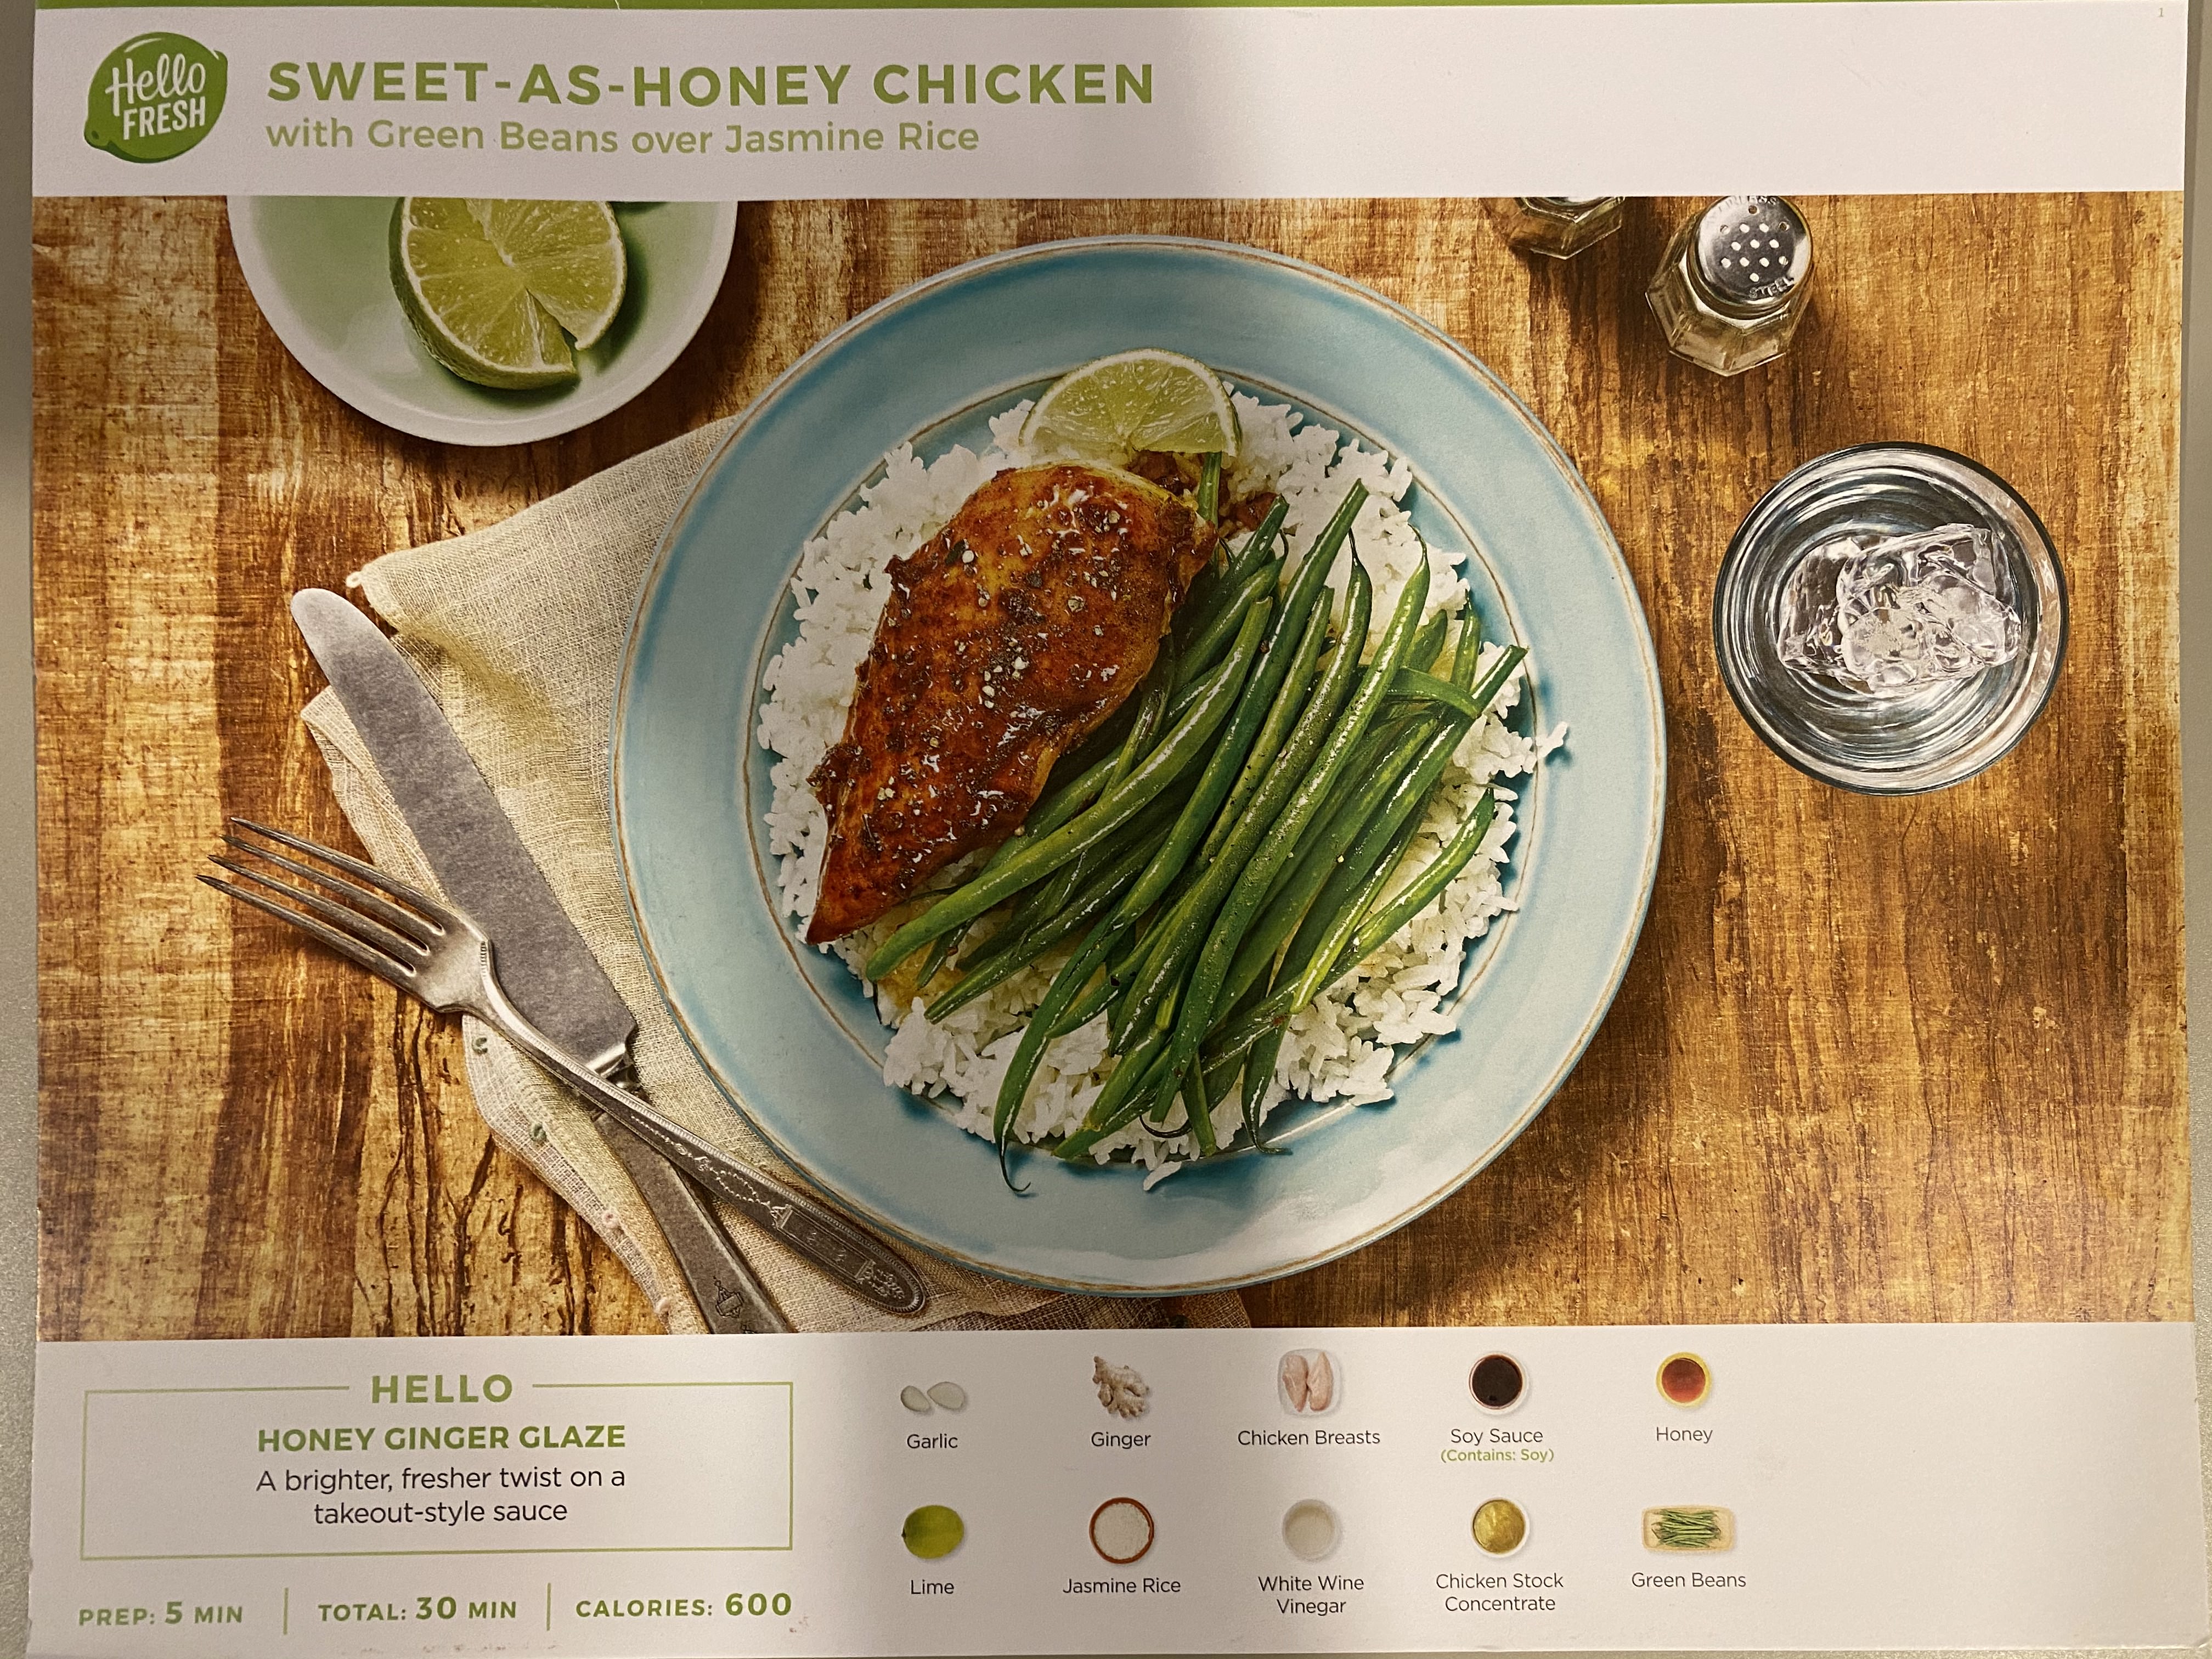 1
Hello
FRESH
SWEET-AS-HONEY CHICKEN
with Green Beans over Jasmine Rice
HELLO
HONEY GINGER GLAZE
A brighter, fresher twist on a
takeout-style sauce
PREP: 5 MIN
TOTAL: 30 MIN
CALORIES: 600
Garlic
Ginger
Chicken Breasts
Soy Sauce
(Contains: Soy)
Honey
Lime
Jasmine Rice
White Wine
Vinegar
Chicken Stock
Concentrate
Green Beans